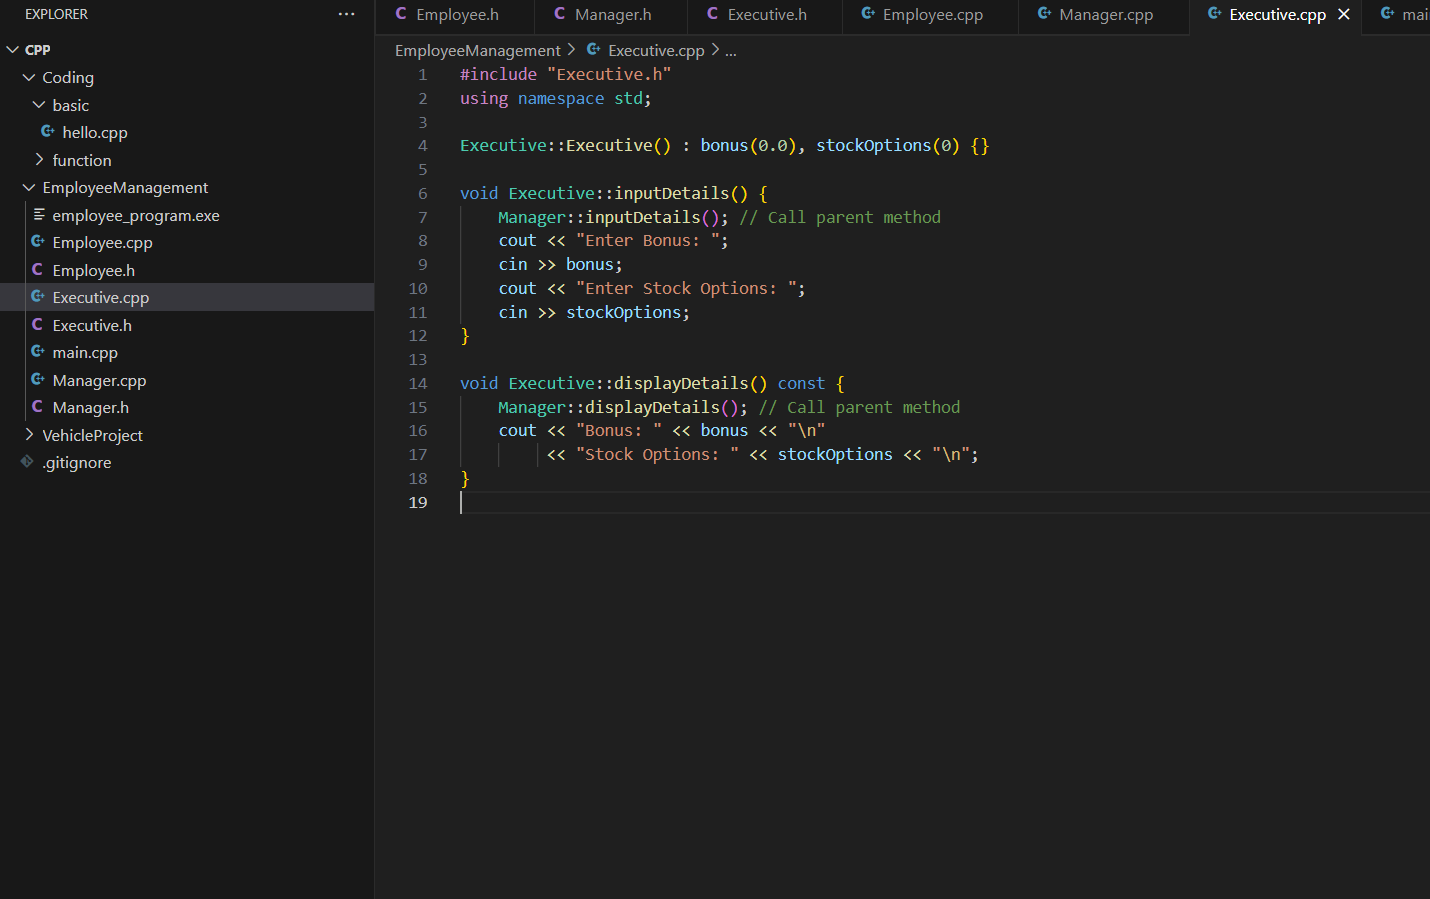 EXPLORER
CPP
Coding
basic
hello.cpp
function
EmployeeManagement
employee_program.exe
Employee.cpp
Employee.h
Executive.cpp
Executive.h
main.cpp
Manager.cpp
Manager.h
VehicleProject
.gitignore
Employee.h Manager.h Executive.h Employee.cpp Manager.cpp Executive.cpp mai
EmployeeManagement > Executive.cpp > ...
1 #include "Executive.h"
2 using namespace std;
3
4 Executive::Executive() : bonus(0.0), stockOptions(0) {}
5
6 void Executive::inputDetails() {
7     Manager::inputDetails(); // Call parent method
8     cout << "Enter Bonus: ";
9     cin >> bonus;
10     cout << "Enter Stock Options: ";
11     cin >> stockOptions;
12 }
13
14 void Executive::displayDetails() const {
15     Manager::displayDetails(); // Call parent method
16     cout << "Bonus: " << bonus << "\n"
17          << "Stock Options: " << stockOptions << "\n";
18 }
19